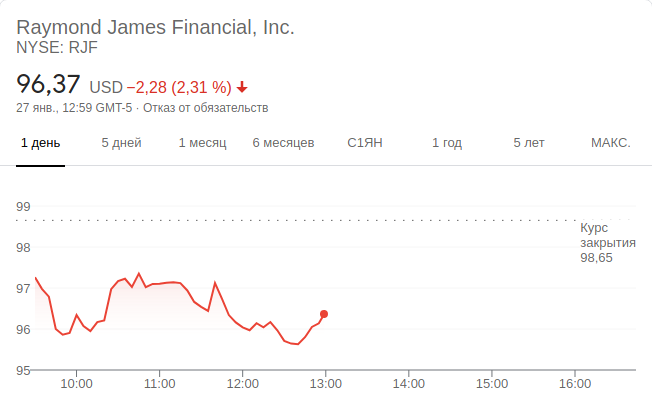 Raymond James Financial, Inc.
NYSE: RJF
96,37 USD −2,28 (2,31 %)
27 янв., 12:59 GMT-5 · Отказ от обязательств
1 день 5 дней 1 месяц 6 месяцев С1ЯН 1 год 5 лет МАКС.
99
Курс
закрытия
98,65
98
97
96
95
10:00 11:00 12:00 13:00 14:00 15:00 16:00